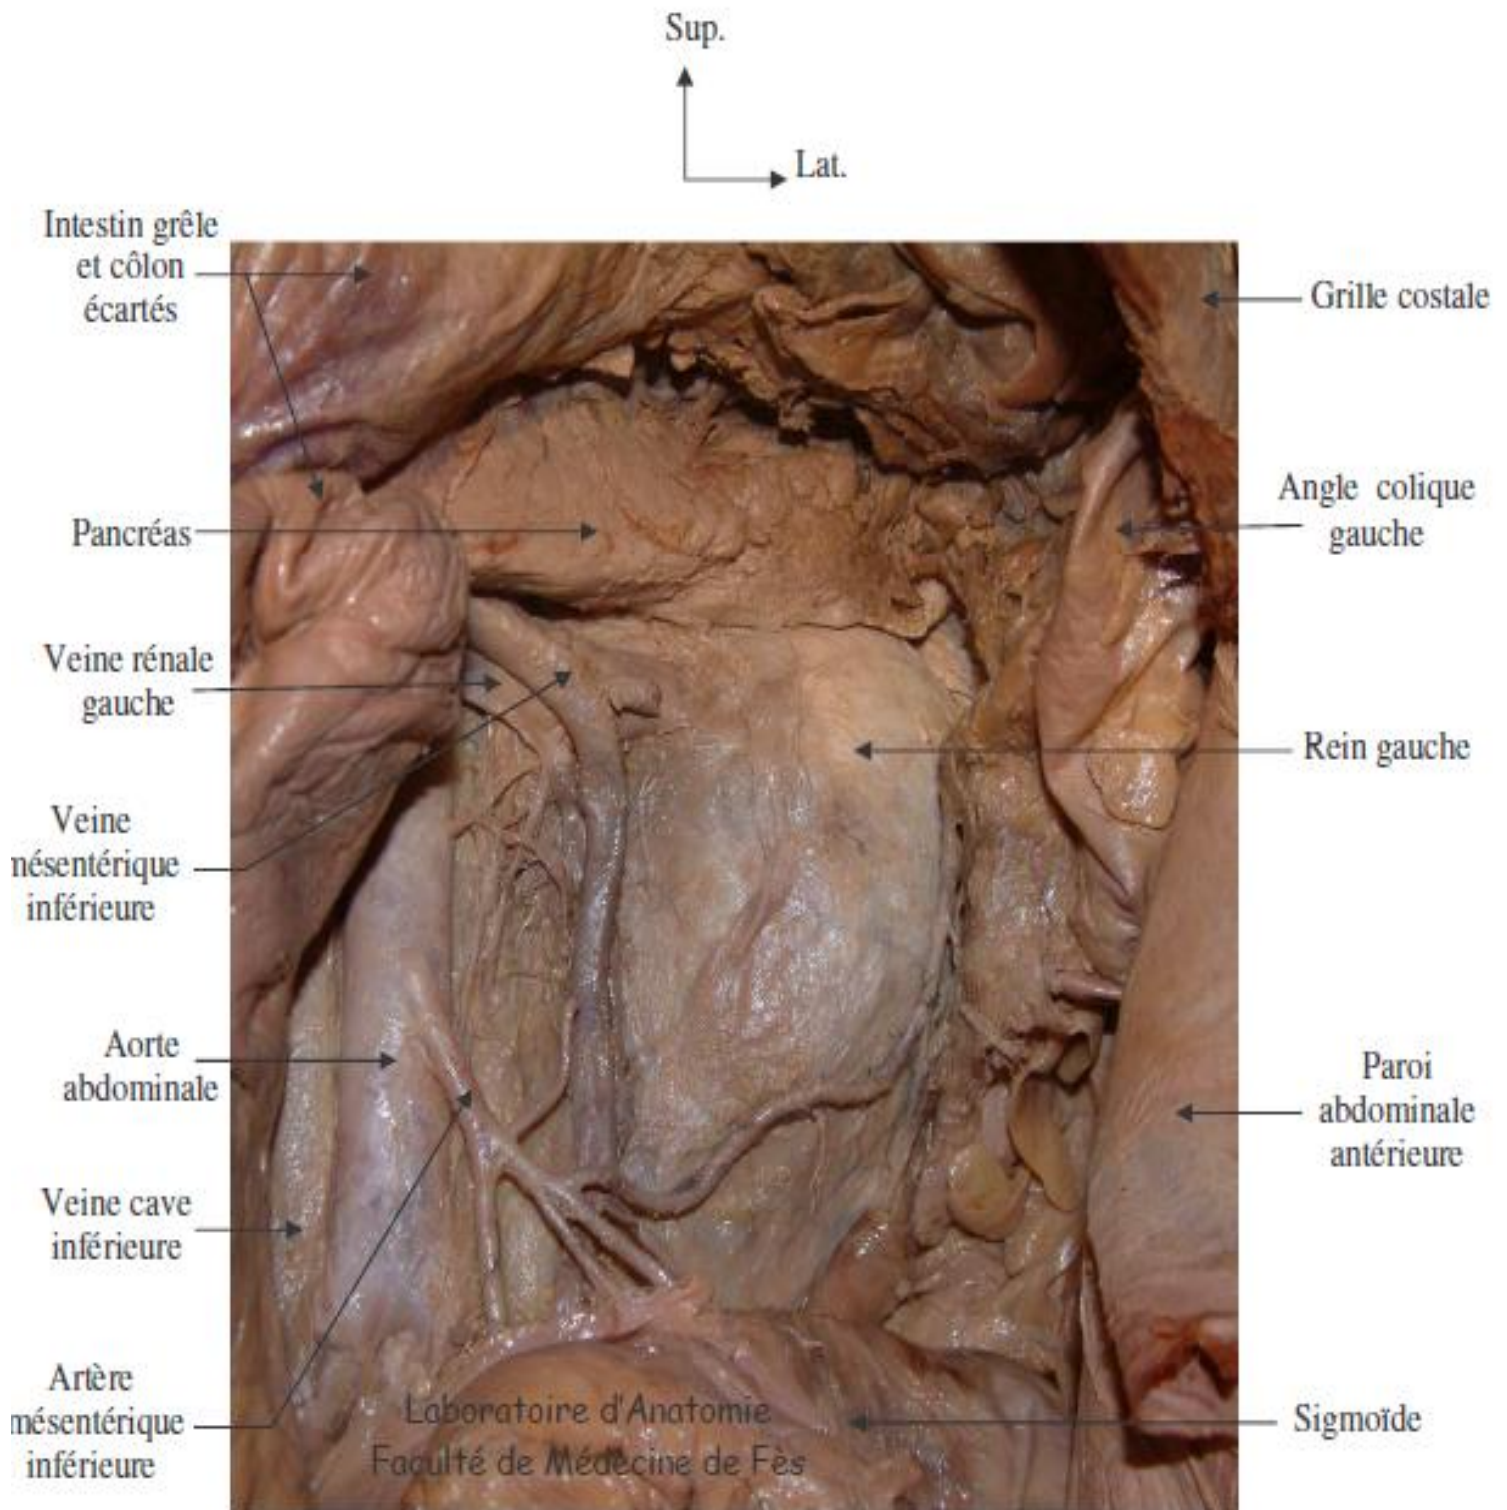 Sup.
Lat.
Intestin grêle
et côlon
écartés
Pancréas
Veine rénale
gauche
Veine
nésentérique
inférieure
Aorte
abdominale
Veine cave
inférieure
Artère
mésentérique
inférieure
Grille costale
Angle colique
gauche
Rein gauche
Paroi
abdominale
antérieure
Sigmoïde
Laboratoire d'Anatomie
Faculté de Médecine de Fès